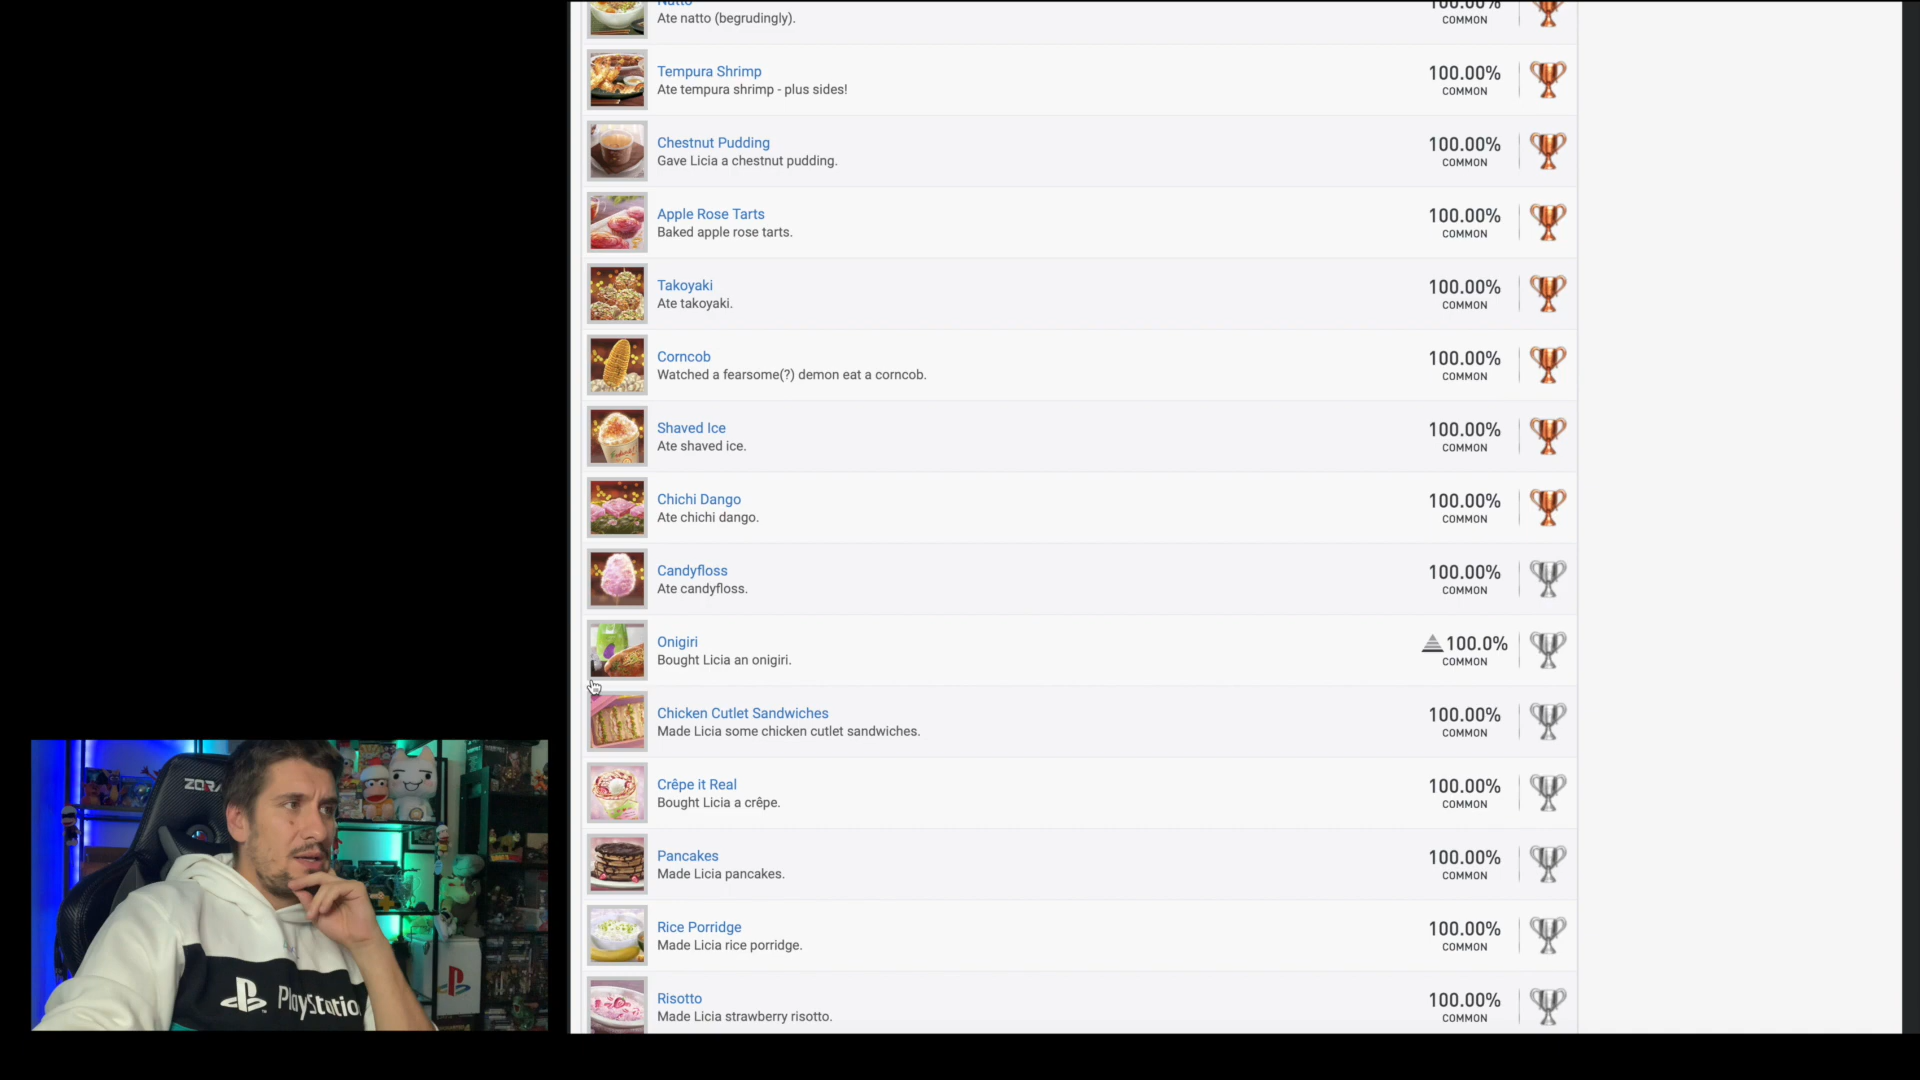 Natto
100.00%
Ate natto (begrudingly).
COMMON
Tempura Shrimp
Ate tempura shrimp - plus sides!
100.00%
COMMON
Chestnut Pudding
Gave Licia a chestnut pudding.
100.00%
COMMON
Apple Rose Tarts
Baked apple rose tarts.
100.00%
COMMON
Takoyaki
Ate takoyaki.
100.00%
COMMON
Corncob
Watched a fearsome(?) demon eat a corncob.
100.00%
COMMON
Shaved Ice
Ate shaved ice.
100.00%
COMMON
Chichi Dango
Ate chichi dango.
100.00%
COMMON
Candyfloss
Ate candyfloss.
100.00%
COMMON
Onigiri
Bought Licia an onigiri.
100.0%
COMMON
Chicken Cutlet Sandwiches
Made Licia some chicken cutlet sandwiches.
100.00%
COMMON
Crêpe it Real
Bought Licia a crêpe.
100.00%
COMMON
Pancakes
Made Licia pancakes.
100.00%
COMMON
Rice Porridge
Made Licia rice porridge.
100.00%
COMMON
Risotto
Made Licia strawberry risotto.
100.00%
COMMON
PlayStatio